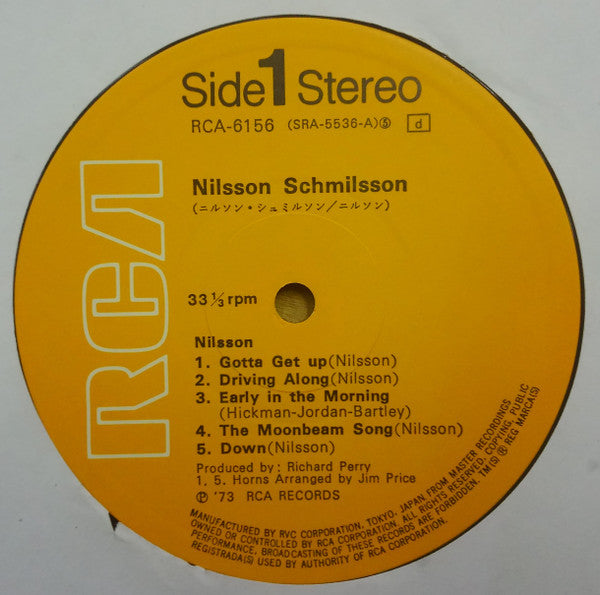 Side 1 Stereo
RCA-6156 (SRA-5536-A)⑤ d
Nilsson Schmilsson
(ニルソン・シュミルソン/ニルソン)
RCA
33 1/3 rpm
Nilsson
1. Gotta Get up(Nilsson)
2. Driving Along(Nilsson)
3. Early in the Morning
(Hickman-Jordan-Bartley)
4. The Moonbeam Song(Nilsson)
5. Down(Nilsson)
Produced by: Richard Perry
1. 5. Horns Arranged by Jim Price
Ⓟ '73 RCA RECORDS
MANUFACTURED BY RVC CORPORATION, TOKYO, JAPAN FROM MASTER RECORDINGS
OWNED OR CONTROLLED BY RCA CORPORATION. ALL RIGHTS RESERVED. COPYING, PUBLIC
PERFORMANCE, BROADCASTING OF THESE RECORDS ARE FORBIDDEN. TM(S) ® REG MARCA(S)
REGISTRADA(S) USED BY AUTHORITY OF RCA CORPORATION.